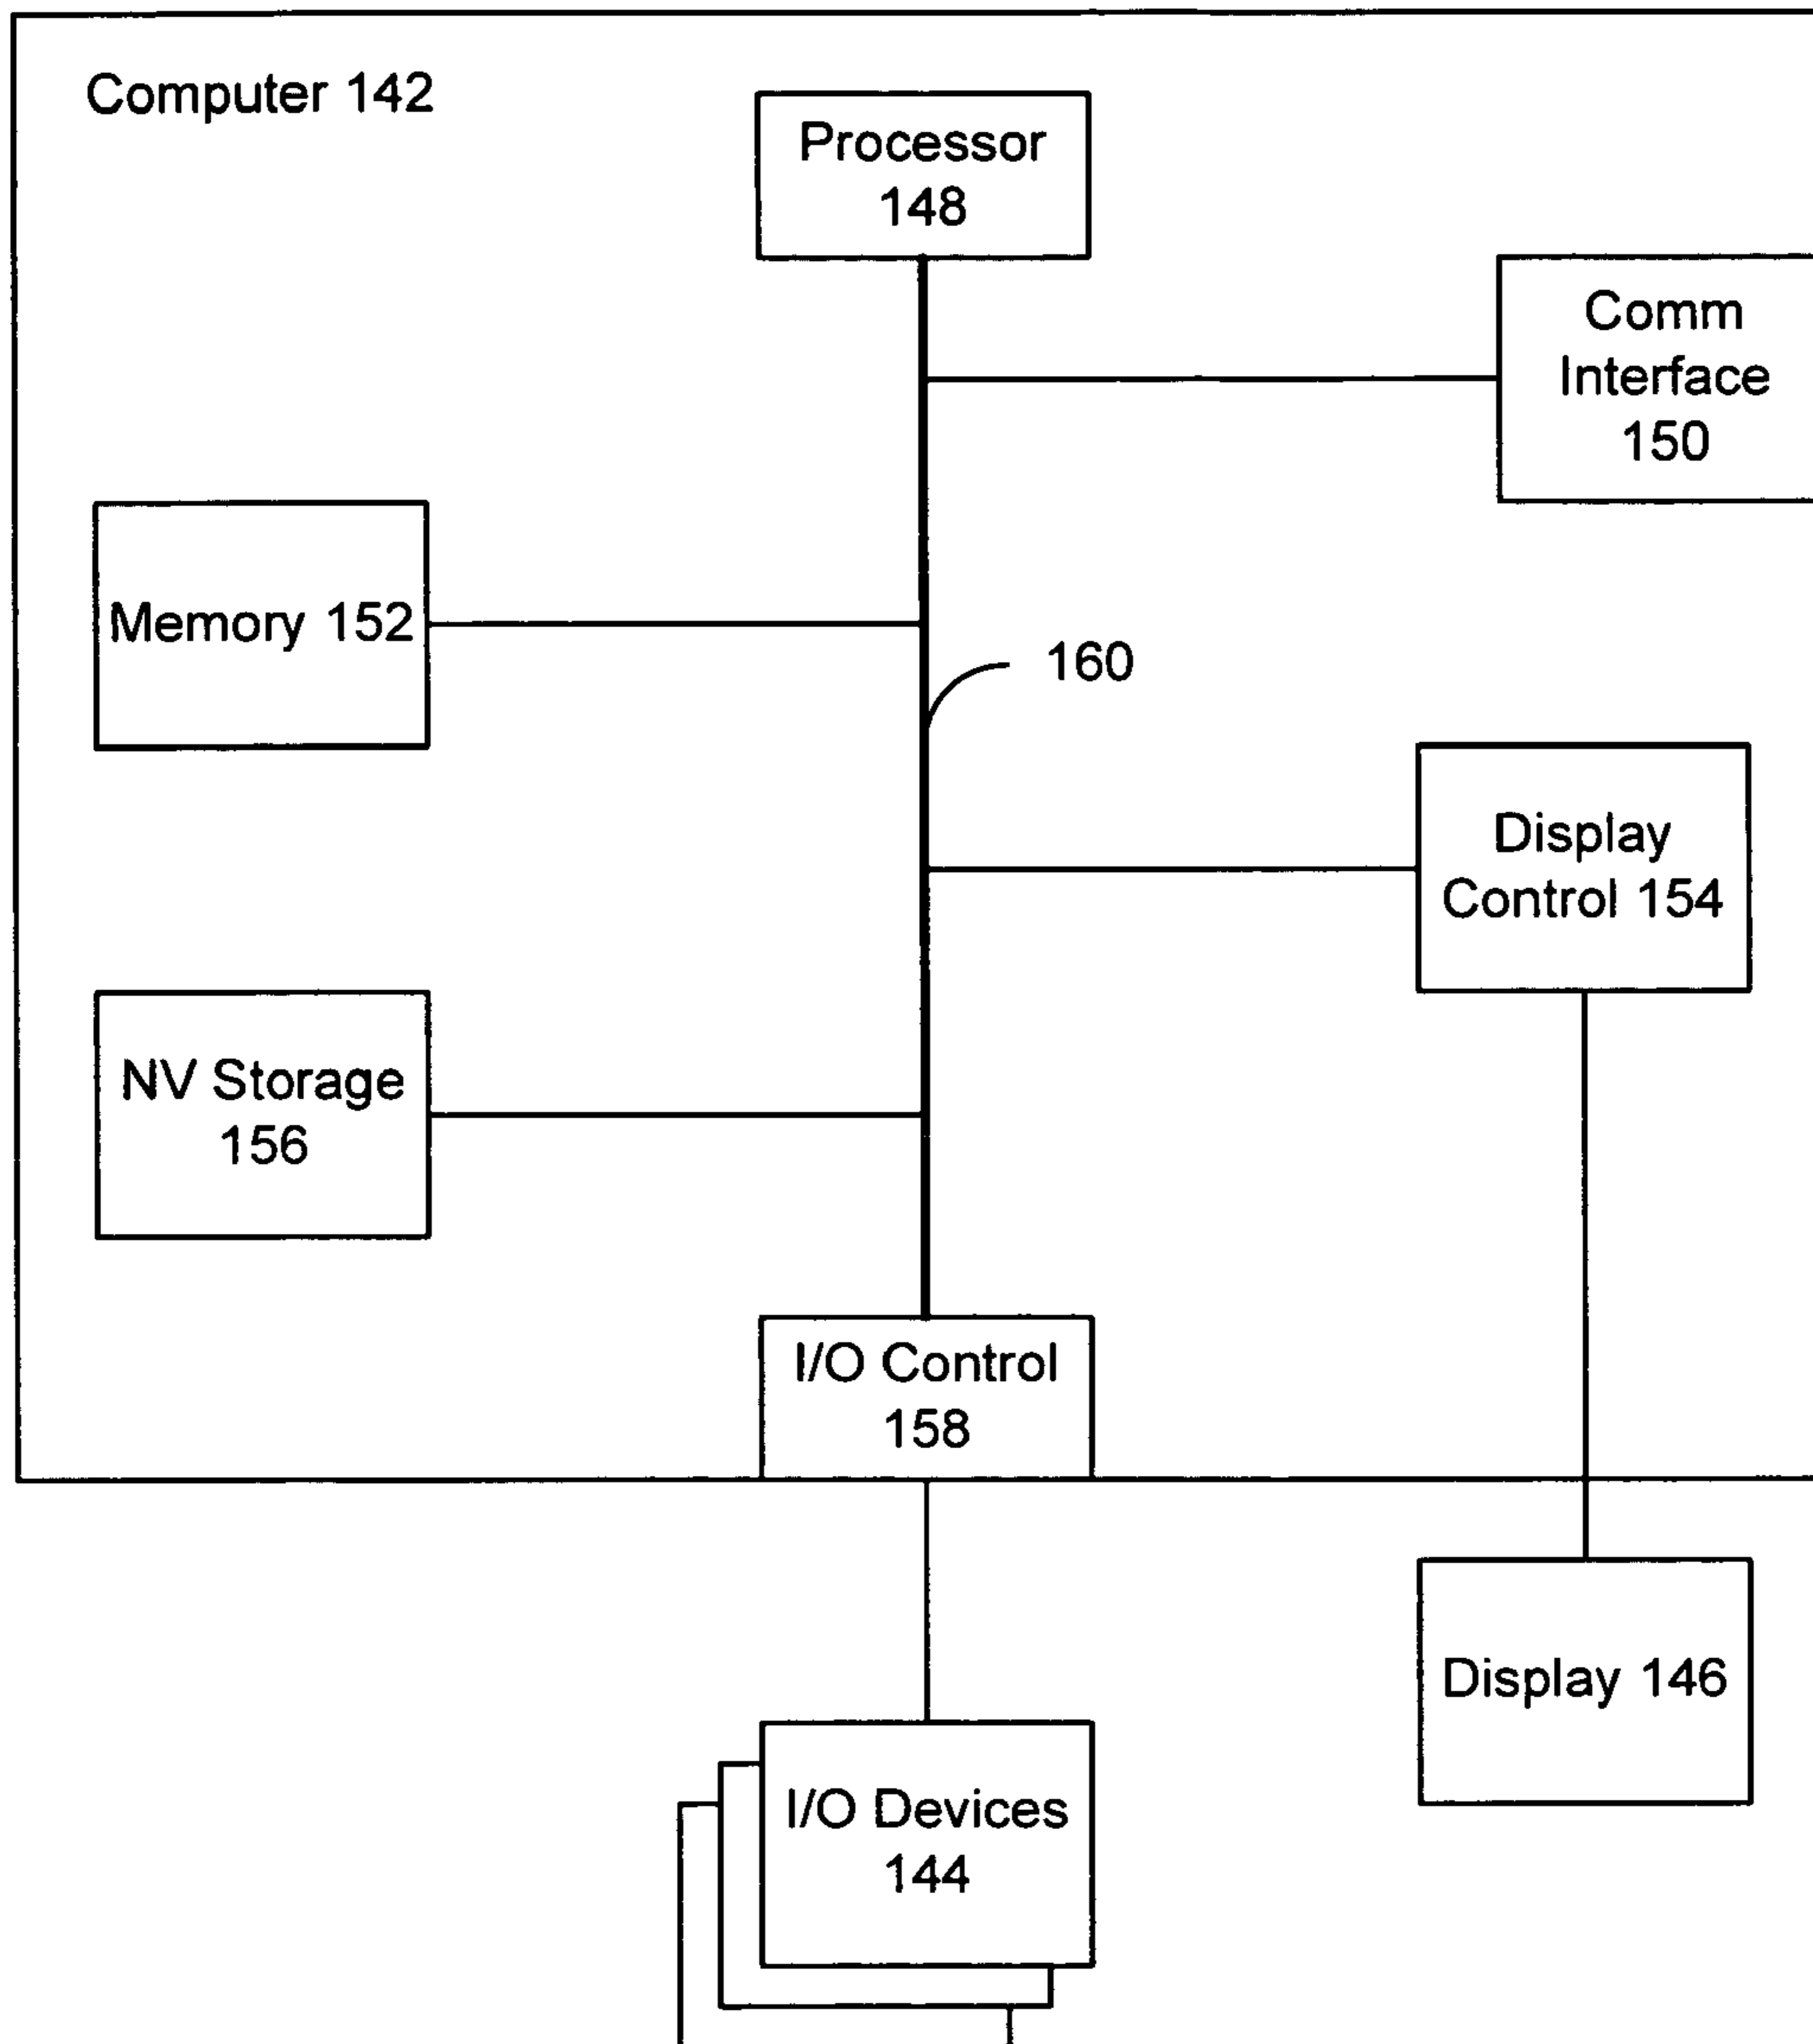 Computer 142
Processor
148
Comm
Interface
150
Memory 152
160
Display
Control 154
NV Storage
156
I/O Control
158
Display 146
I/O Devices
144